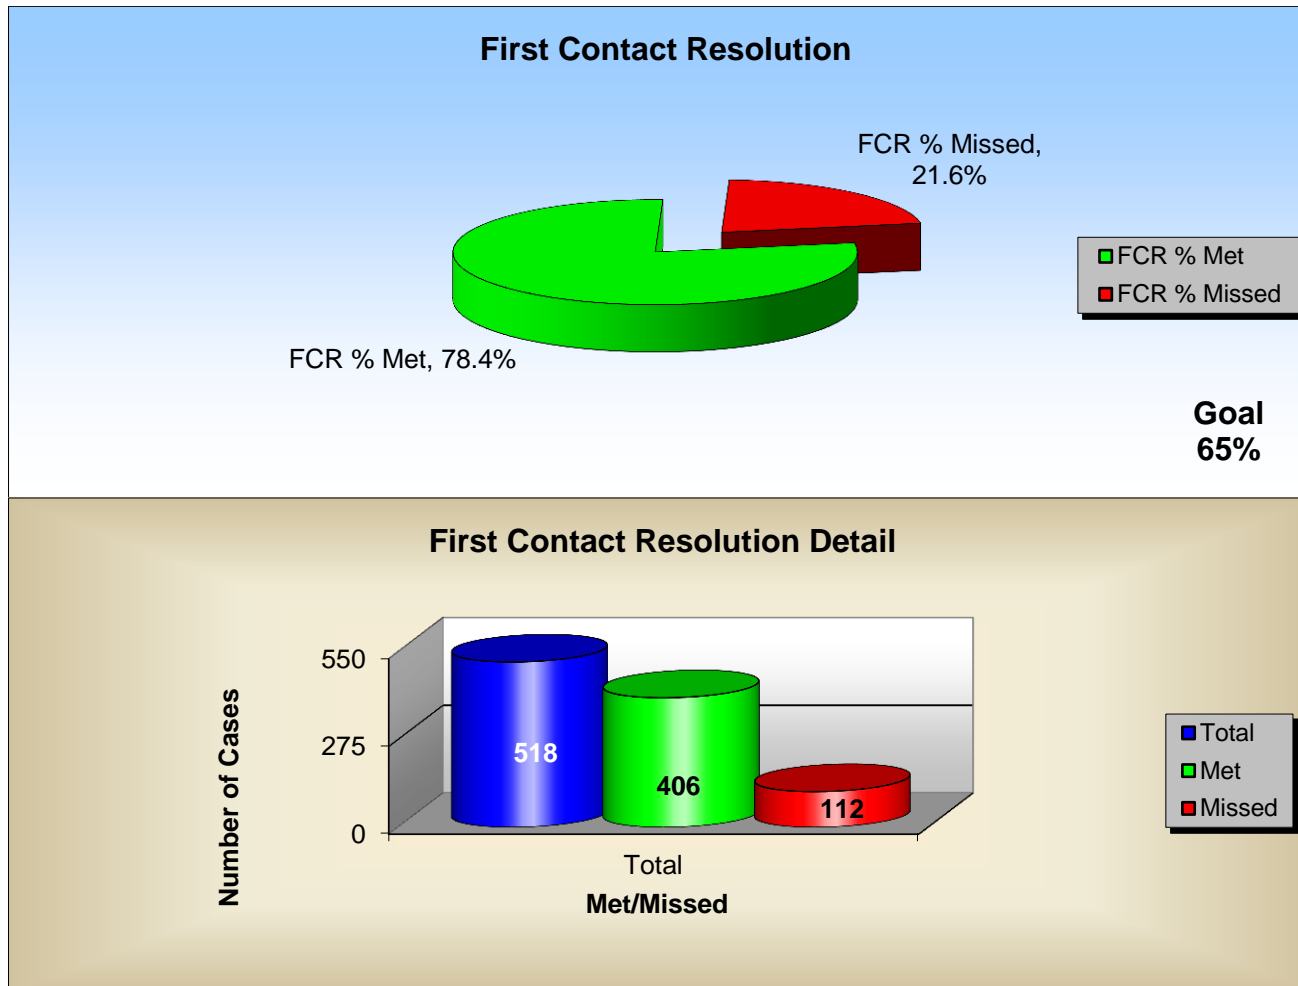 First Contact Resolution
FCR % Missed,
21.6%
FCR % Met, 78.4%
FCR % Met
FCR % Missed
Goal
65%
First Contact Resolution Detail
Number of Cases
550
275
0
518
406
112
Total
Met/Missed
Total
Met
Missed